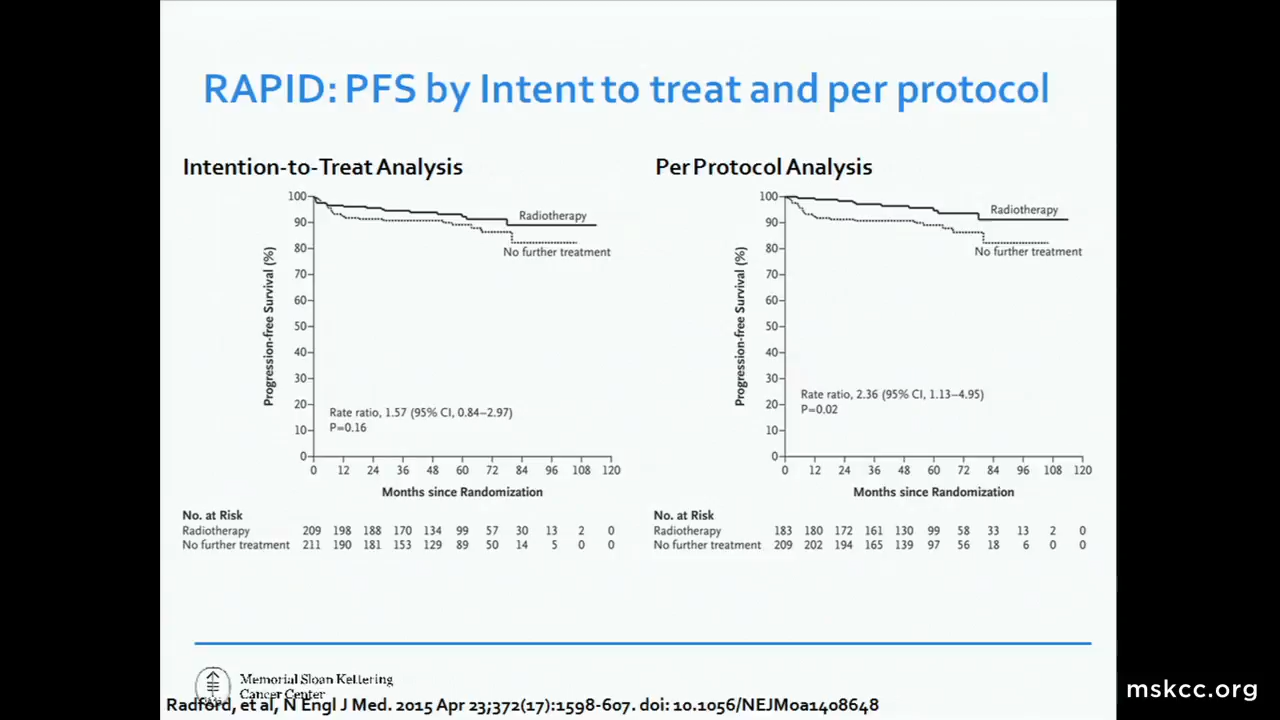 RAPID: PFS by Intent to treat and per protocol
Intention-to-Treat Analysis
100
90
80
70
60
50
40
30
20
10
0
Progression-free Survival (%)
Radiotherapy
No further treatment
Rate ratio, 1.57 (95% CI, 0.84–2.97)
P=0.16
0 12 24 36 48 60 72 84 96 108 120
Months since Randomization
No. at Risk
Radiotherapy 209 198 188 170 134 99 57 30 13 2 0
No further treatment 211 190 181 153 129 89 50 14 5 0 0
Per Protocol Analysis
100
90
80
70
60
50
40
30
20
10
0
Progression-free Survival (%)
Radiotherapy
No further treatment
Rate ratio, 2.36 (95% CI, 1.13–4.95)
P=0.02
0 12 24 36 48 60 72 84 96 108 120
Months since Randomization
No. at Risk
Radiotherapy 183 180 172 161 130 99 58 33 13 2 0
No further treatment 209 202 194 165 139 97 56 18 6 0 0
Memorial Sloan Kettering
Cancer Center
Radford, et al, N Engl J Med. 2015 Apr 23;372(17):1598-607. doi: 10.1056/NEJMoa1408648
mskcc.org